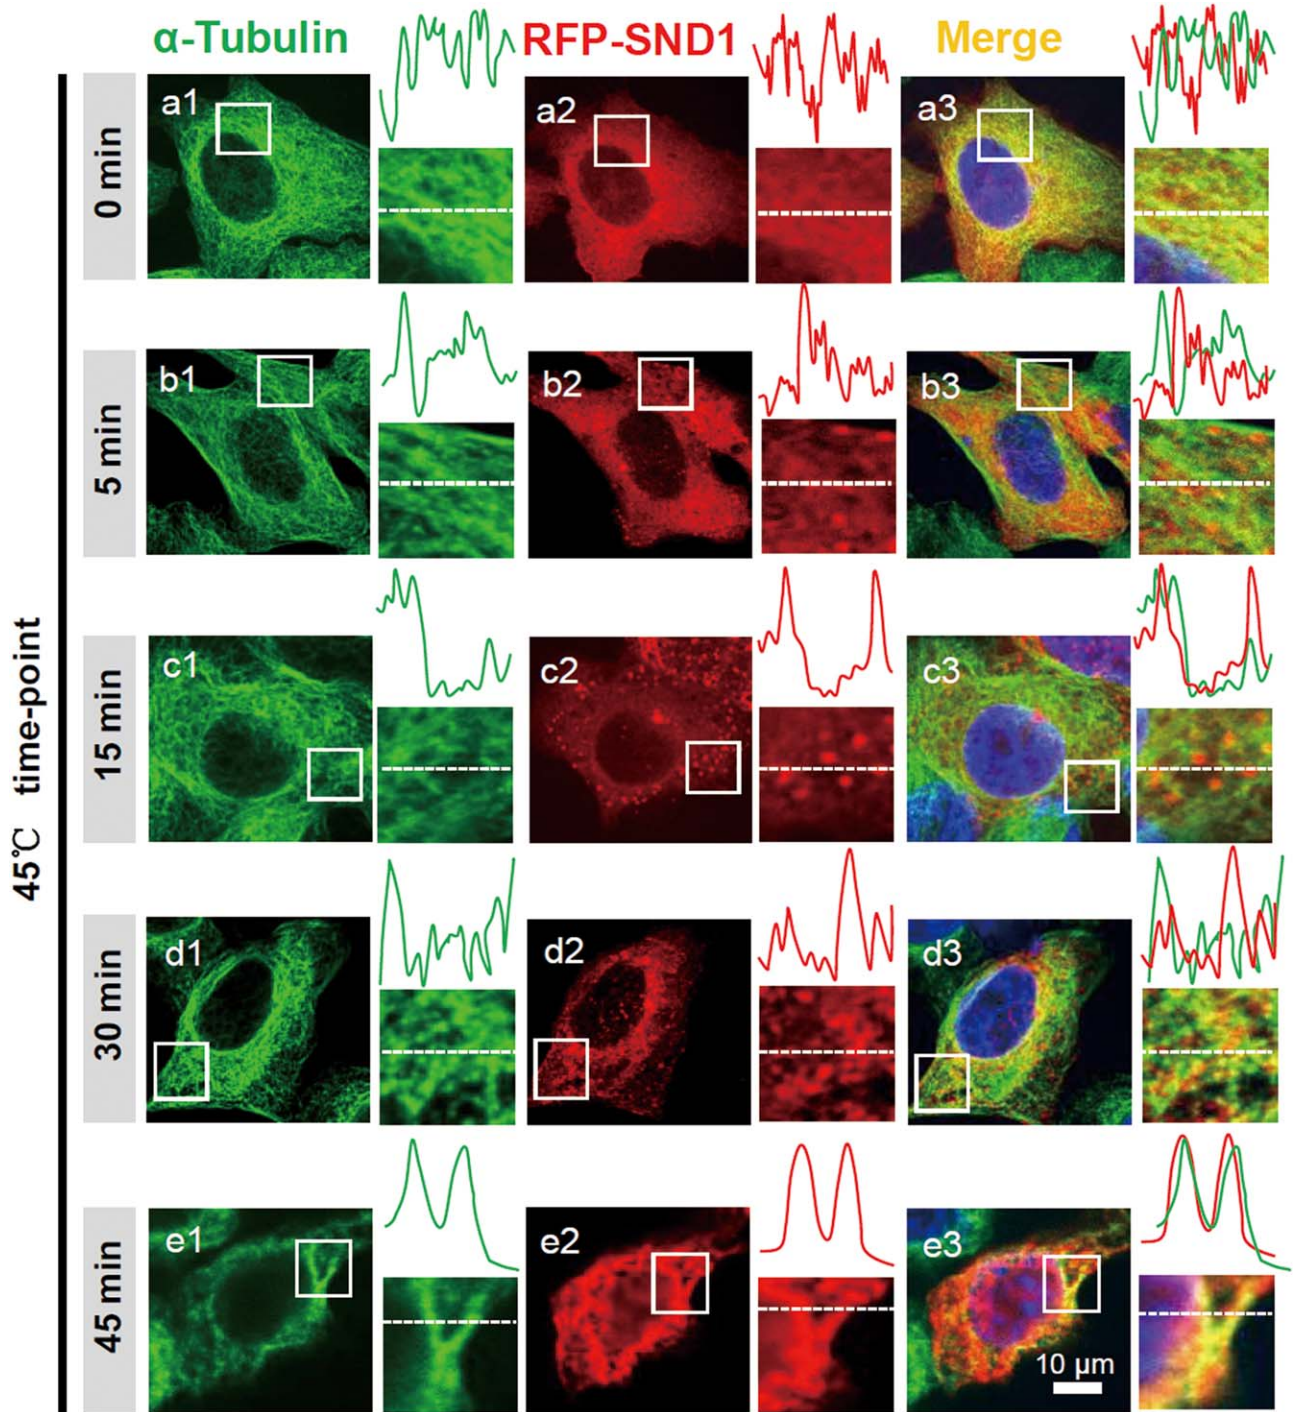 α-Tubulin RFP-SND1 Merge
45℃ time-point
0 min
a1 a2 a3
5 min
b1 b2 b3
15 min
c1 c2 c3
30 min
d1 d2 d3
45 min
e1 e2 e3
10 µm